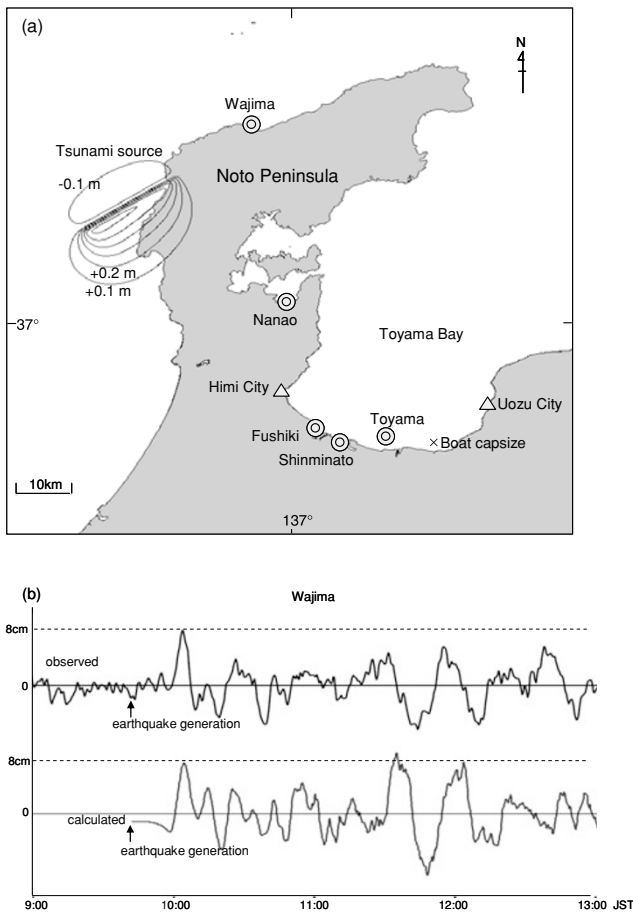 (a)
N
4
Wajima
Tsunami source
-0.1 m
Noto Peninsula
+0.2 m
+0.1 m
Nanao
37°
Toyama Bay
Himi City
Uozu City
Toyama
Fushiki
Boat capsize
Shinminato
10km
137°
(b)
Wajima
8cm
observed
0
earthquake generation
8cm
0
calculated
earthquake generation
9:00 10:00 11:00 12:00 13:00 JST